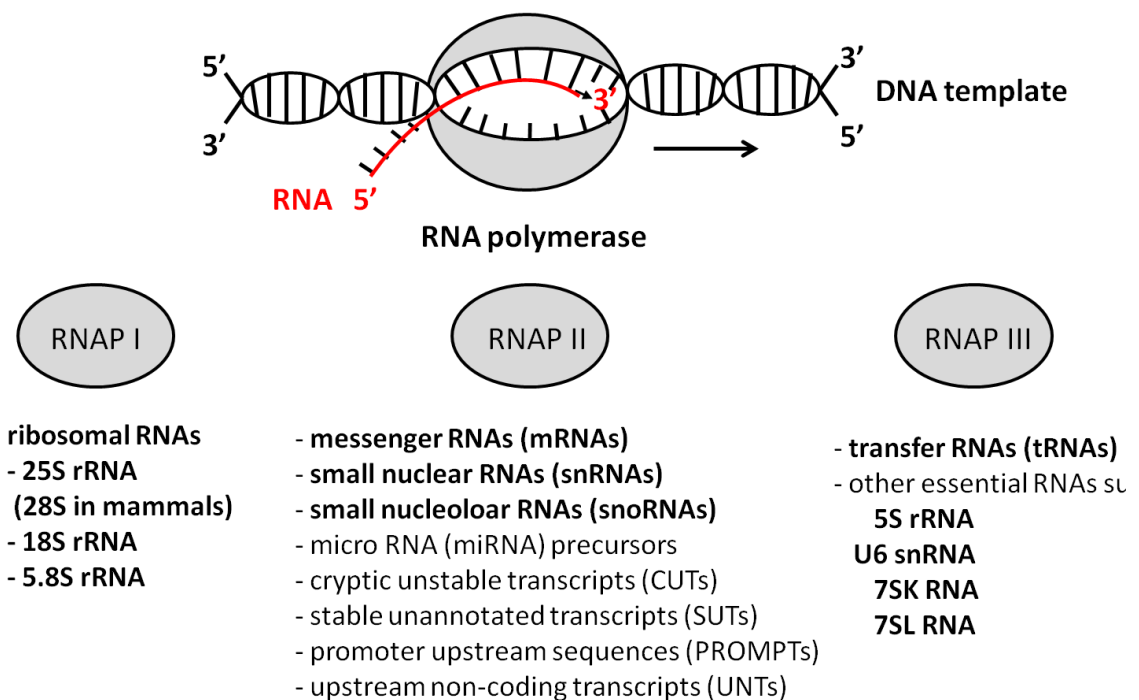 5’
3’
3’
3’
5’
DNA template
RNA 5’
RNA polymerase
RNAP I
RNAP II
RNAP III
ribosomal RNAs
- 25S rRNA
(28S in mammals)
- 18S rRNA
- 5.8S rRNA
- messenger RNAs (mRNAs)
- small nuclear RNAs (snRNAs)
- small nucleoloar RNAs (snoRNAs)
- micro RNA (miRNA) precursors
- cryptic unstable transcripts (CUTs)
- stable unannotated transcripts (SUTs)
- promoter upstream sequences (PROMPTs)
- upstream non-coding transcripts (UNTs)
- transfer RNAs (tRNAs)
- other essential RNAs su
5S rRNA
U6 snRNA
7SK RNA
7SL RNA